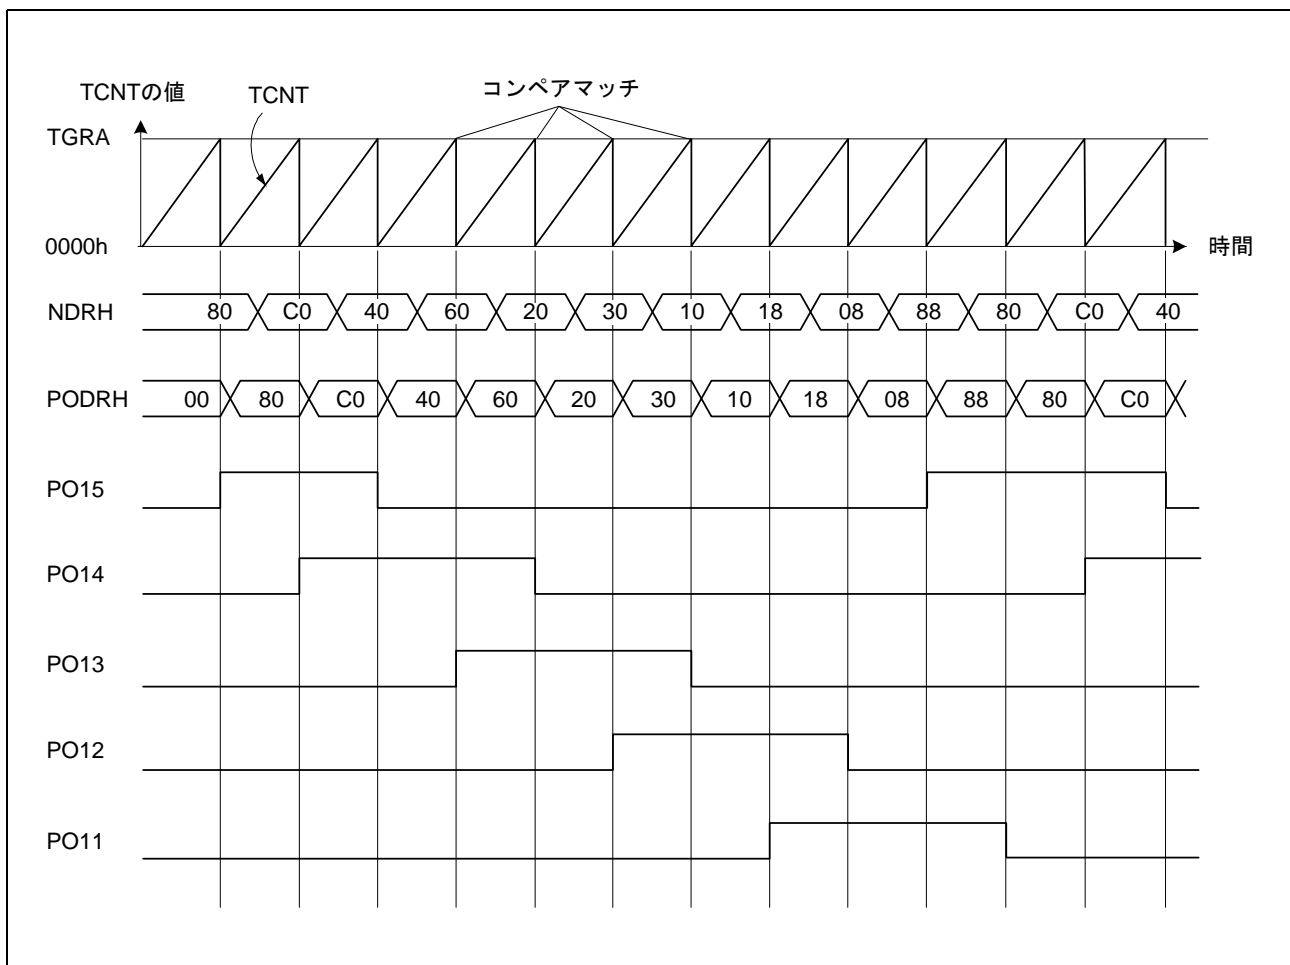 コンペアマッチ
TCNTの値 TCNT
TGRA
0000h 時間
NDRH 80 C0 40 60 20 30 10 18 08 88 80 C0 40
PODRH 00 80 C0 40 60 20 30 10 18 08 88 80 C0
PO15
PO14
PO13
PO12
PO11